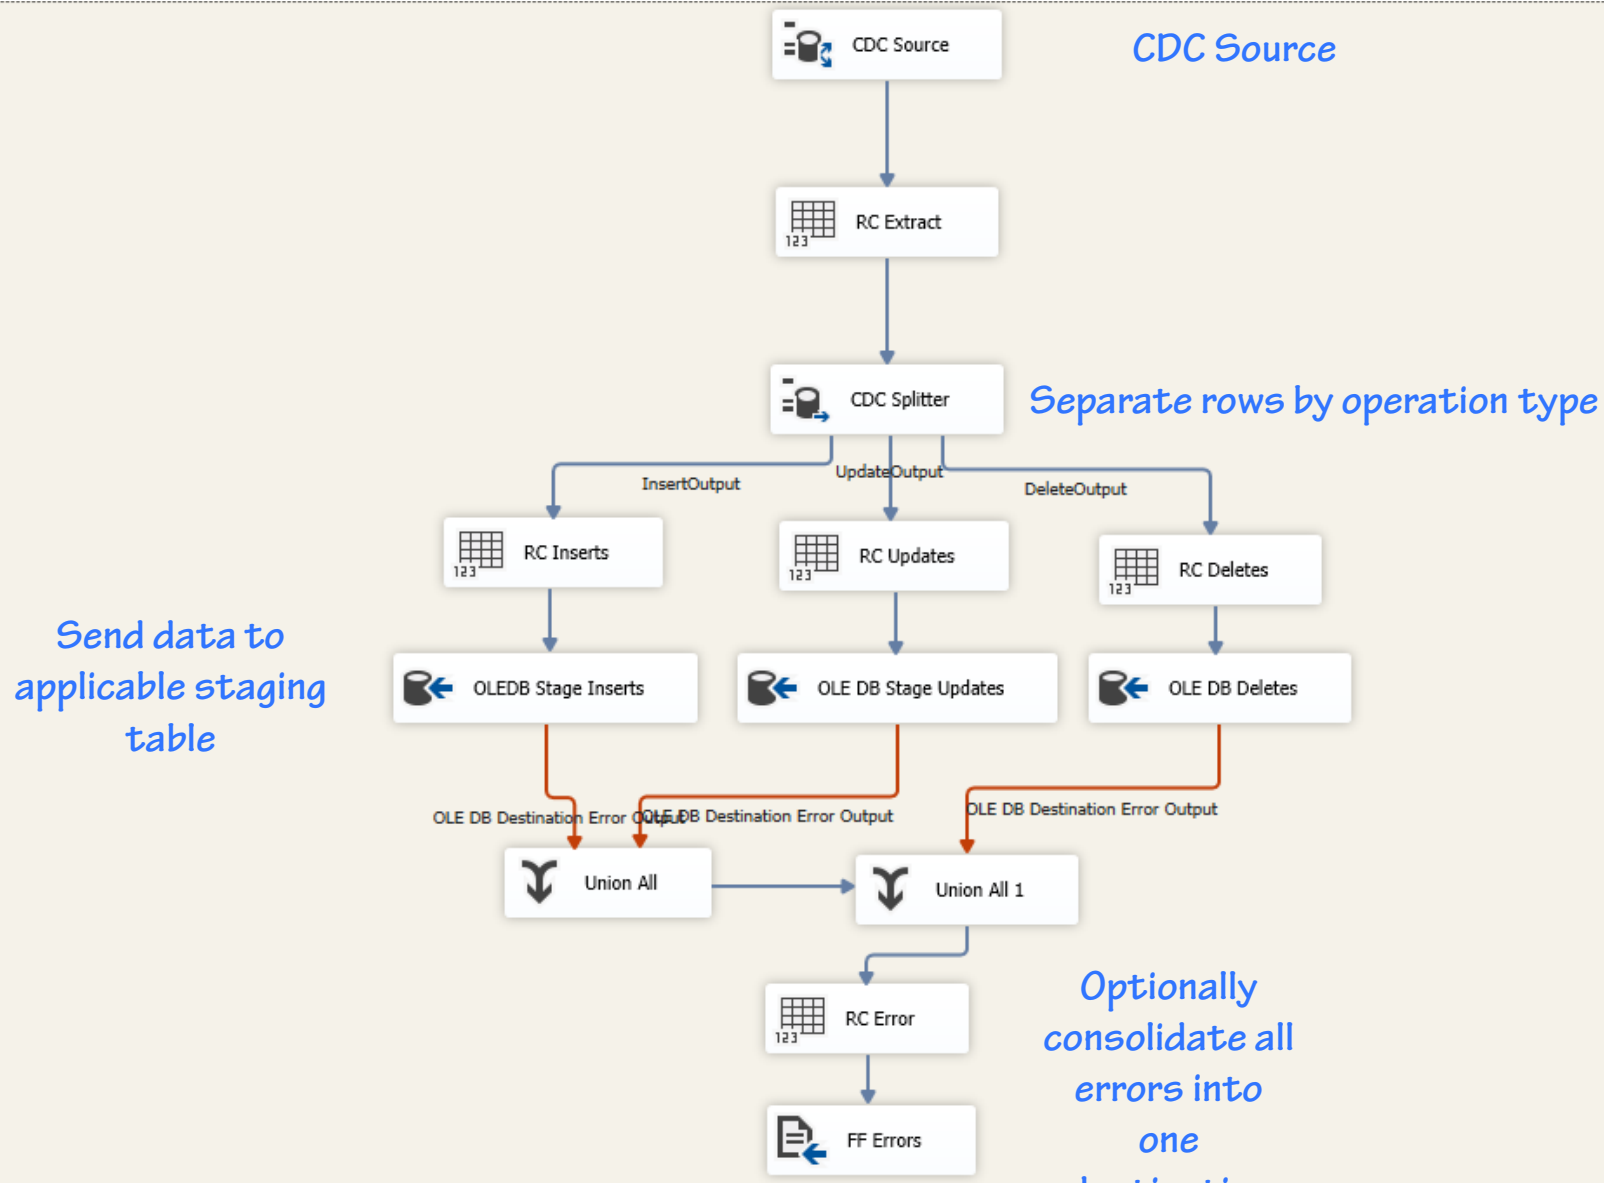 CDC Source
CDC Source
RC Extract
CDC Splitter
Separate rows by operation type
InsertOutput
UpdateOutput
DeleteOutput
RC Inserts
RC Updates
RC Deletes
Send data to
applicable staging
table
OLEDB Stage Inserts
OLE DB Stage Updates
OLE DB Deletes
OLE DB Destination Error Output
OLE DB Destination Error Output
OLE DB Destination Error Output
Union All
Union All 1
RC Error
Optionally
consolidate all
errors into
one
FF Errors